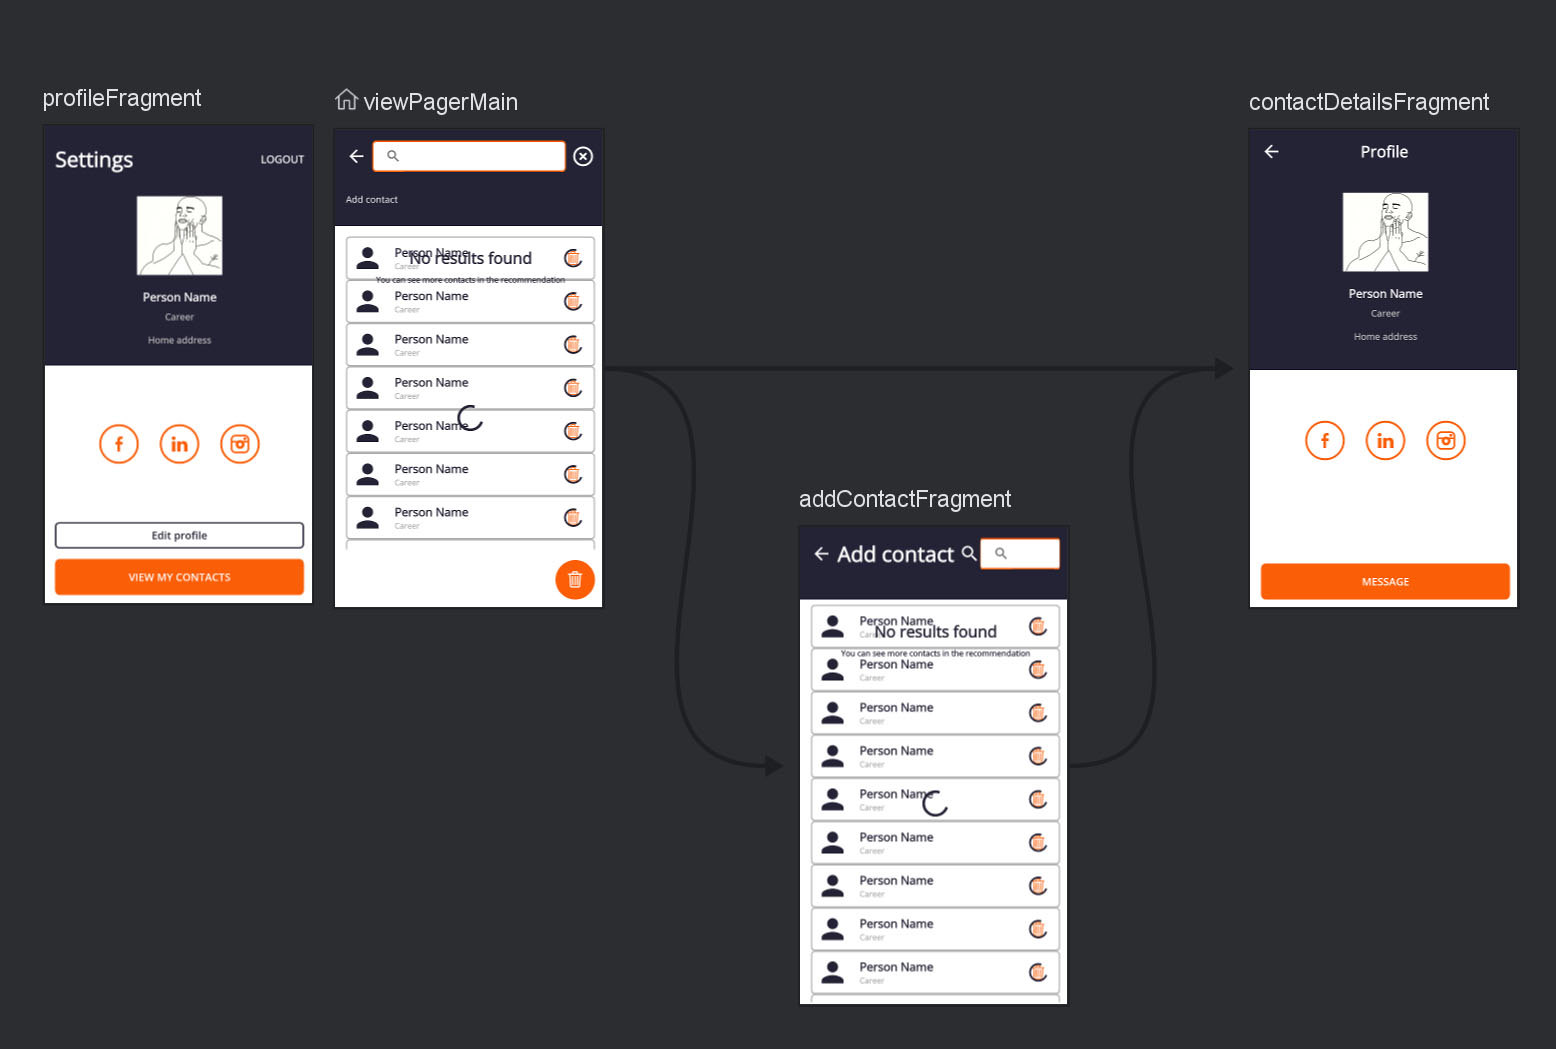 profileFragment
Settings
LOGOUT
Person Name
Career
Home address
f
in
Edit profile
VIEW MY CONTACTS
viewPagerMain
Add contact
Person Name
Career
No results found
You can see more contacts in the recommendation
Person Name
Career
Person Name
Career
Person Name
Career
Person Name
Career
Person Name
Career
Person Name
Career
addContactFragment
Add contact
Person Name
Career
No results found
You can see more contacts in the recommendation
Person Name
Career
Person Name
Career
Person Name
Career
Person Name
Career
Person Name
Career
Person Name
Career
Person Name
Career
Person Name
Career
contactDetailsFragment
Profile
Person Name
Career
Home address
f
in
MESSAGE